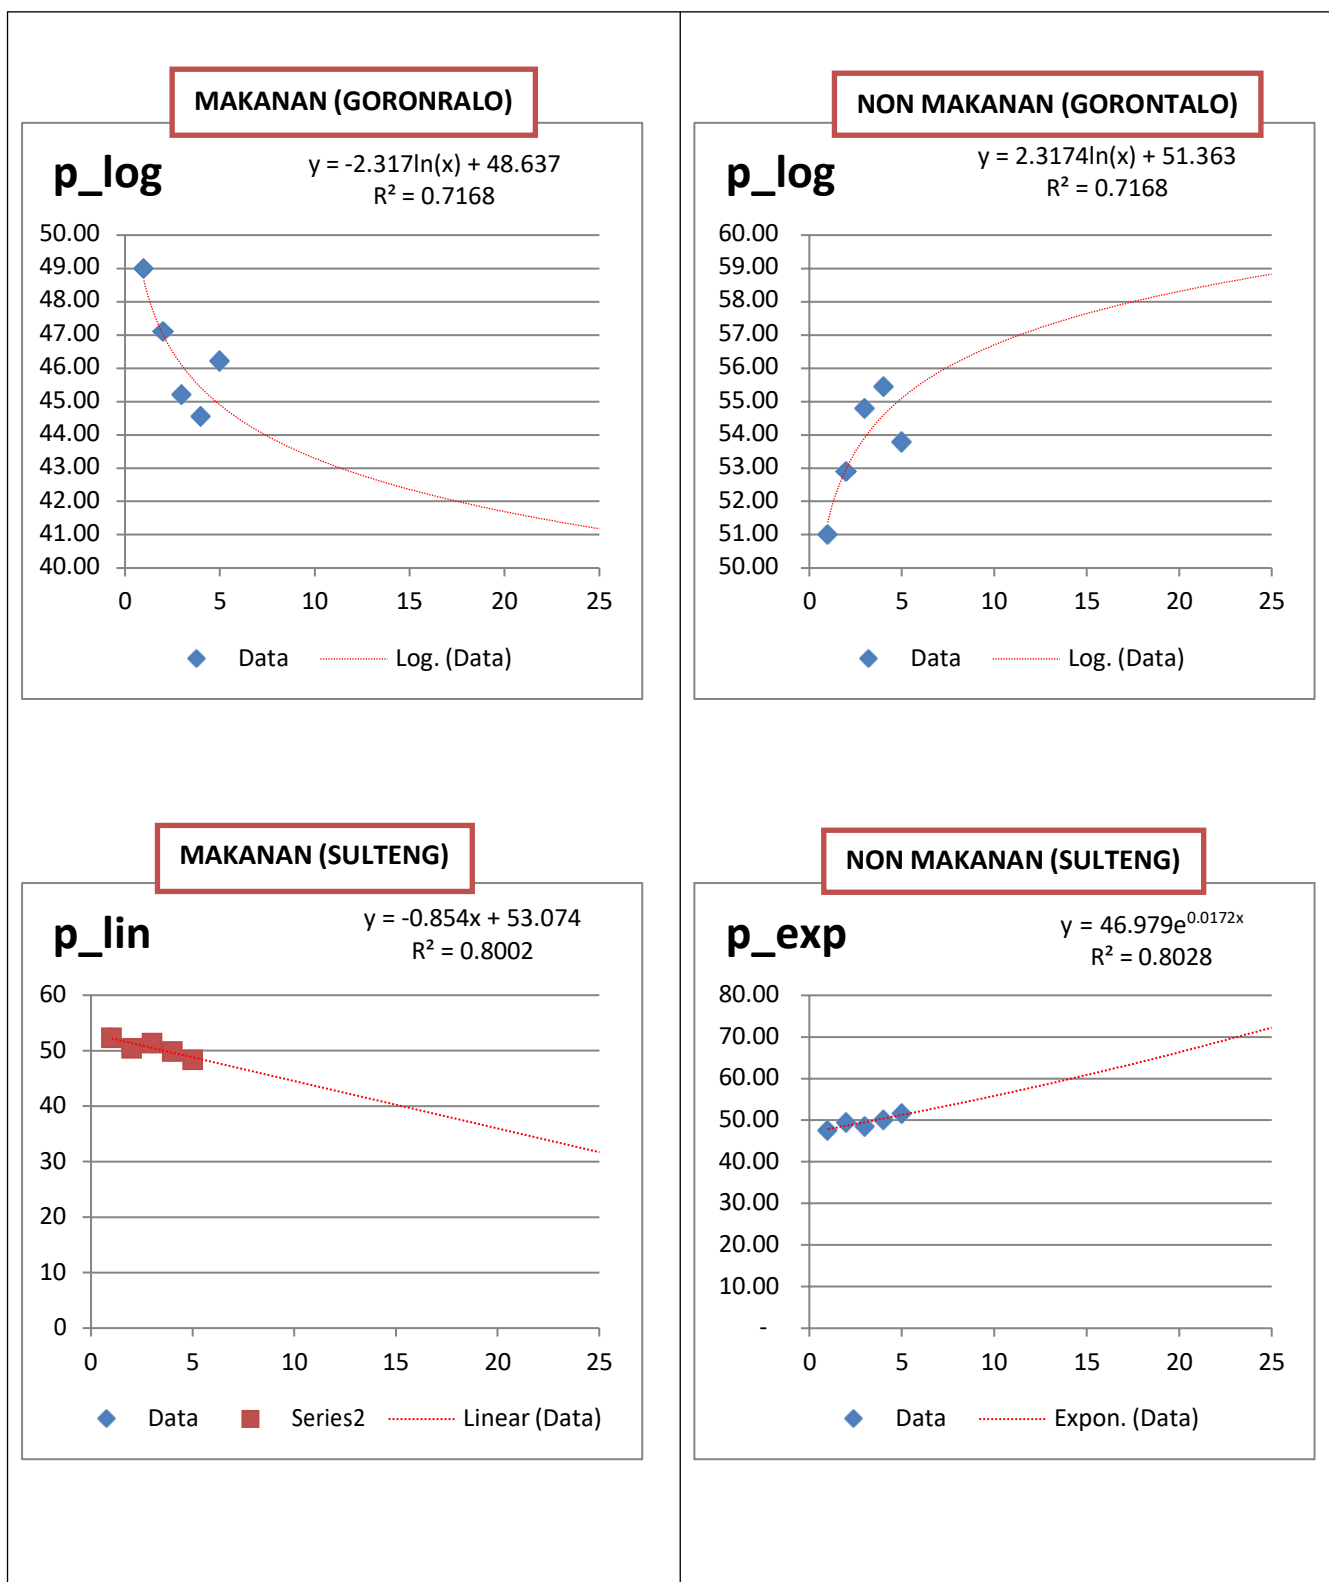 MAKANAN (GORONRALO)
p_log
y = -2.317ln(x) + 48.637
R² = 0.7168
50.00
49.00
48.00
47.00
46.00
45.00
44.00
43.00
42.00
41.00
40.00
0 5 10 15 20 25
Data Log. (Data)
NON MAKANAN (GORONTALO)
p_log
y = 2.3174ln(x) + 51.363
R² = 0.7168
60.00
59.00
58.00
57.00
56.00
55.00
54.00
53.00
52.00
51.00
50.00
0 5 10 15 20 25
Data Log. (Data)
MAKANAN (SULTENG)
p_lin
y = -0.854x + 53.074
R² = 0.8002
60
50
40
30
20
10
0
0 5 10 15 20 25
Data Series2 Linear (Data)
NON MAKANAN (SULTENG)
p_exp
y = 46.979e^0.0172x
R² = 0.8028
80.00
70.00
60.00
50.00
40.00
30.00
20.00
10.00
-
0 5 10 15 20 25
Data Expon. (Data)